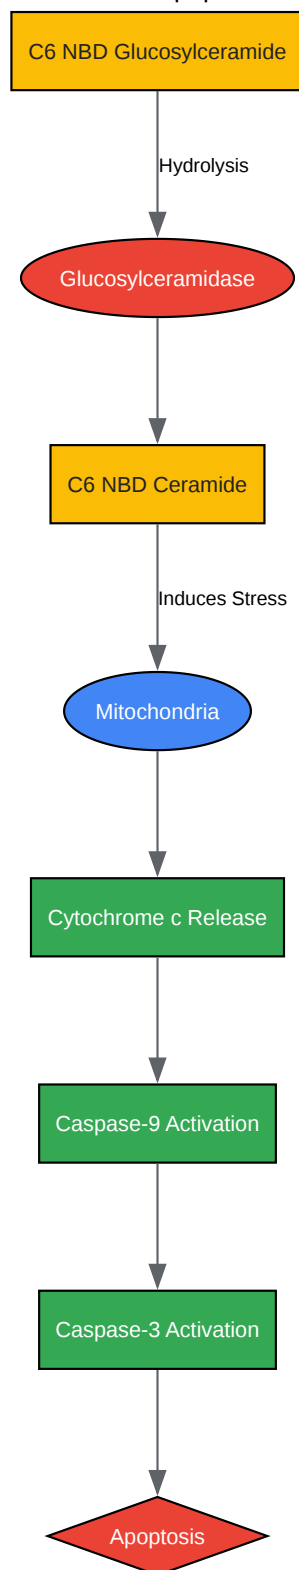 C6 NBD Glucosylceramide
Hydrolysis
Glucosylceramidase
C6 NBD Ceramide
Induces Stress
Mitochondria
Cytochrome c Release
Caspase-9 Activation
Caspase-3 Activation
Apoptosis